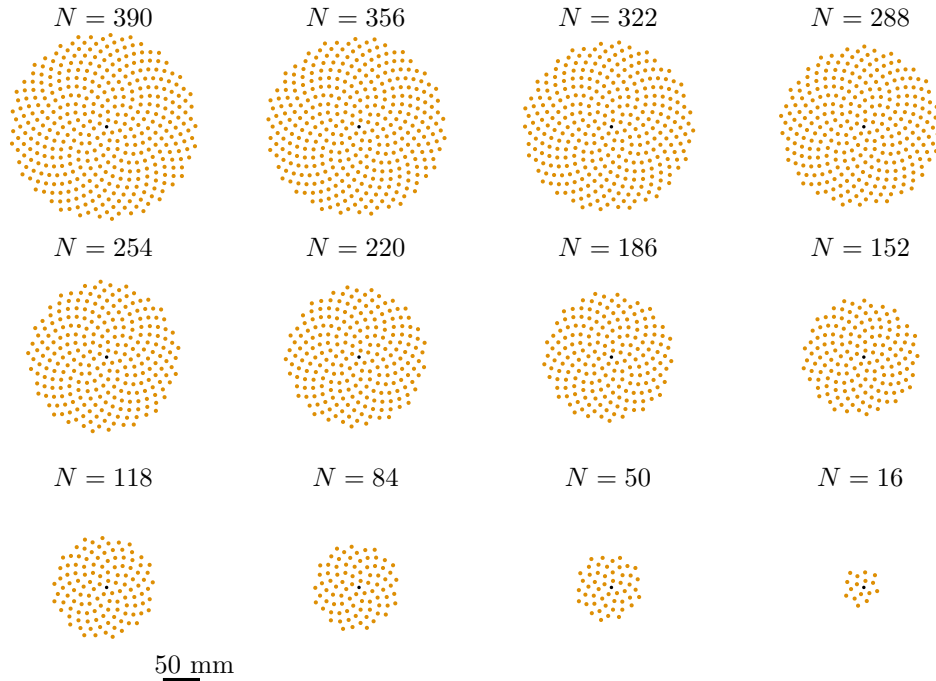 N = 390 N = 356 N = 322 N = 288
N = 254 N = 220 N = 186 N = 152
N = 118 N = 84 N = 50 N = 16
50 mm